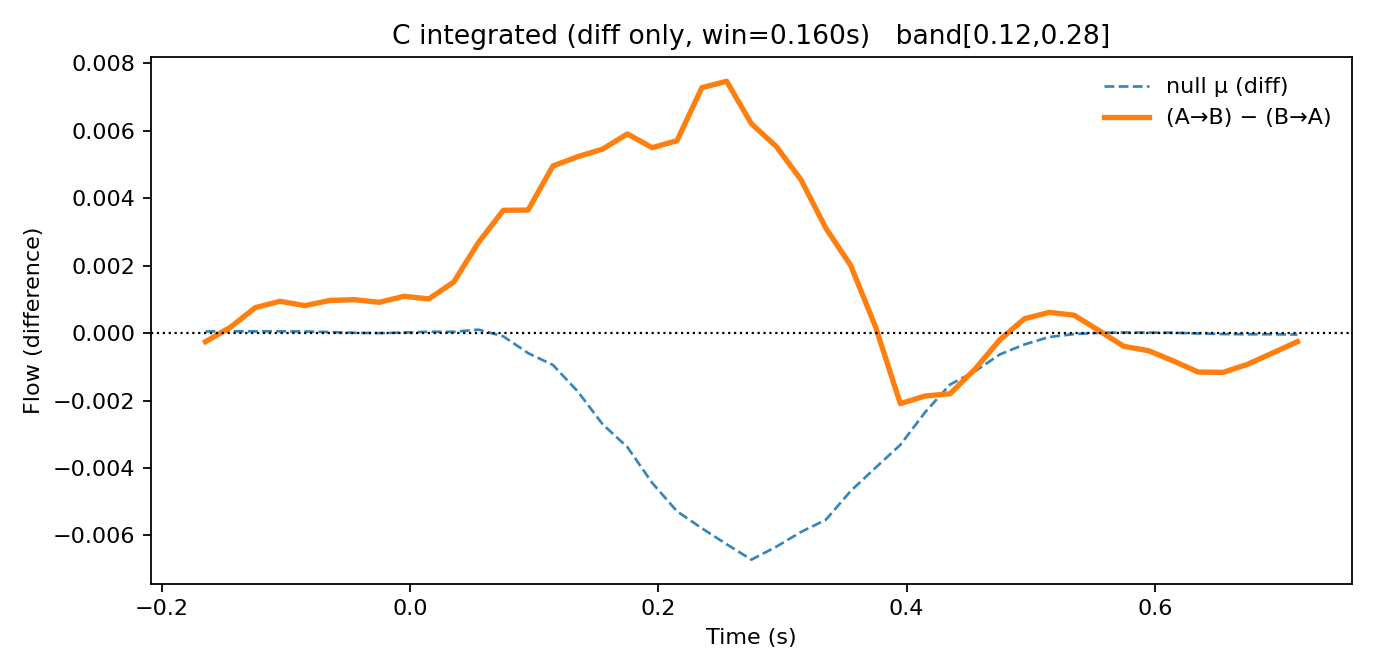 C integrated (diff only, win=0.160s)   band[0.12,0.28]
null μ (diff)
(A→B) − (B→A)
Flow (difference)
0.008
0.006
0.004
0.002
0.000
−0.002
−0.004
−0.006
−0.2
0.0
0.2
0.4
0.6
Time (s)